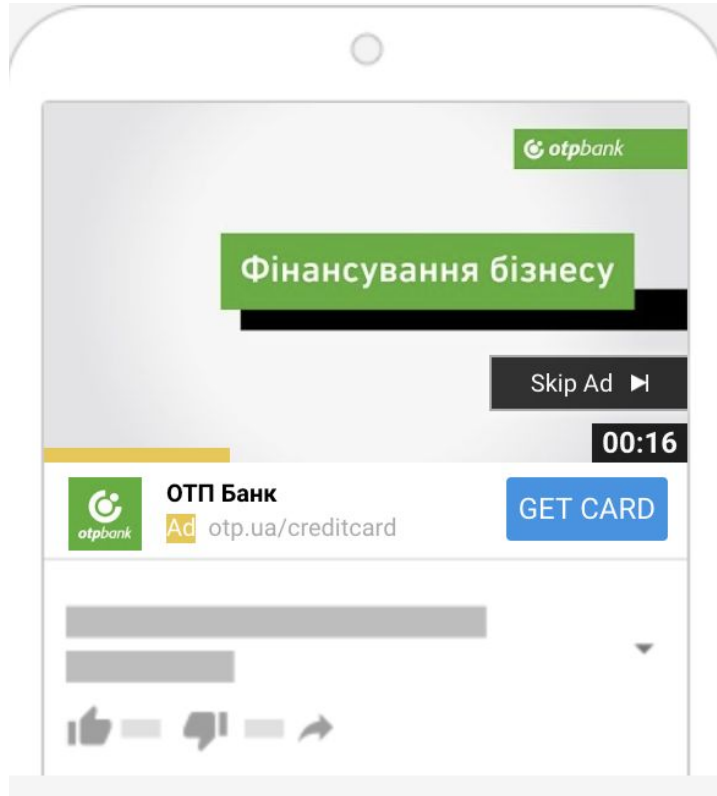 otpbank
Фінансування бізнесу
Skip Ad
00:16
ОТП Банк
Ad otp.ua/creditcard
GET CARD
otpbank